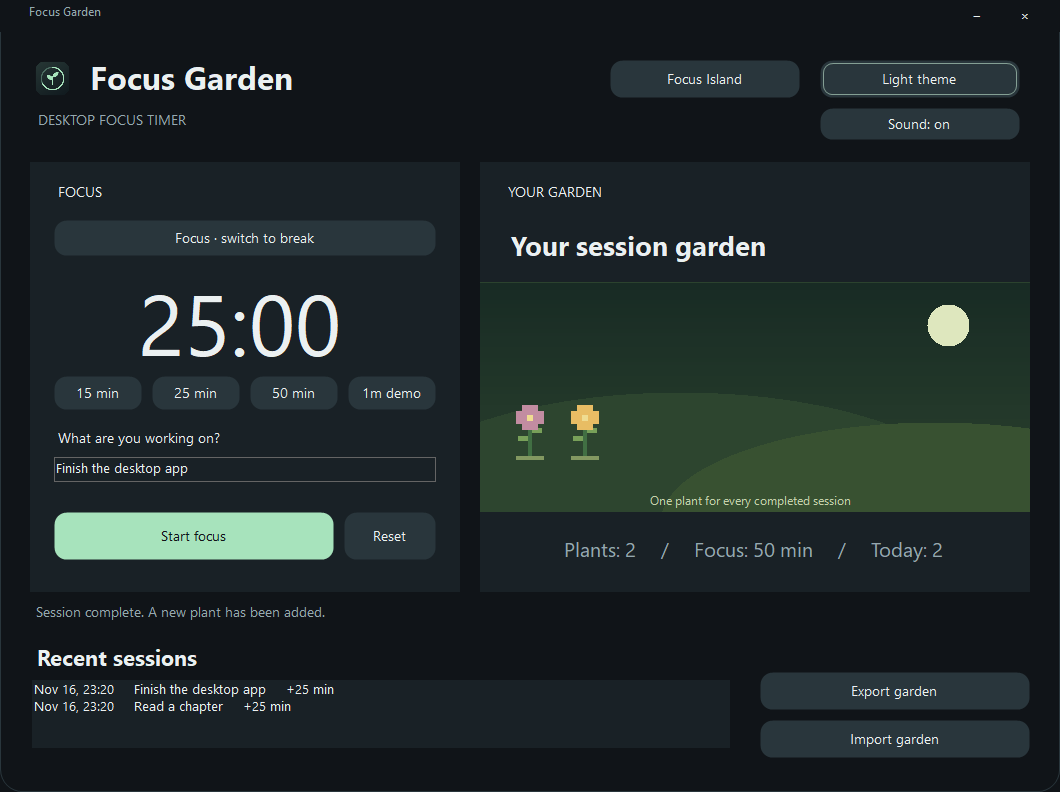 Focus Garden
Focus Garden
Focus Island
Light theme
DESKTOP FOCUS TIMER
Sound: on
FOCUS
Focus · switch to break
25:00
15 min
25 min
50 min
1m demo
What are you working on?
Finish the desktop app
Start focus
Reset
YOUR GARDEN
Your session garden
One plant for every completed session
Plants: 2 / Focus: 50 min / Today: 2
Session complete. A new plant has been added.
Recent sessions
Nov 16, 23:20 Finish the desktop app +25 min
Nov 16, 23:20 Read a chapter +25 min
Export garden
Import garden